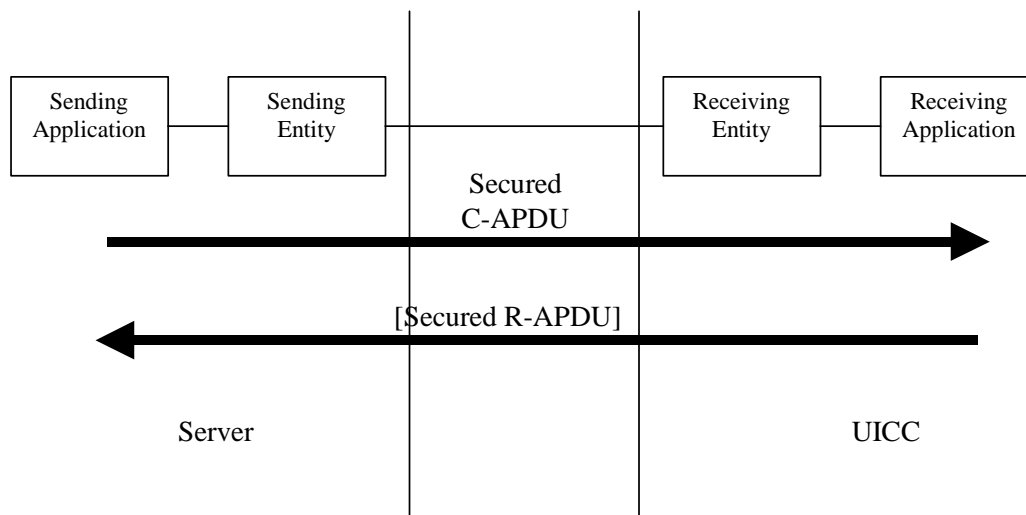 Sending
Application
Sending
Entity
Receiving
Entity
Receiving
Application
Secured
C-APDU
[Secured R-APDU]
Server
UICC